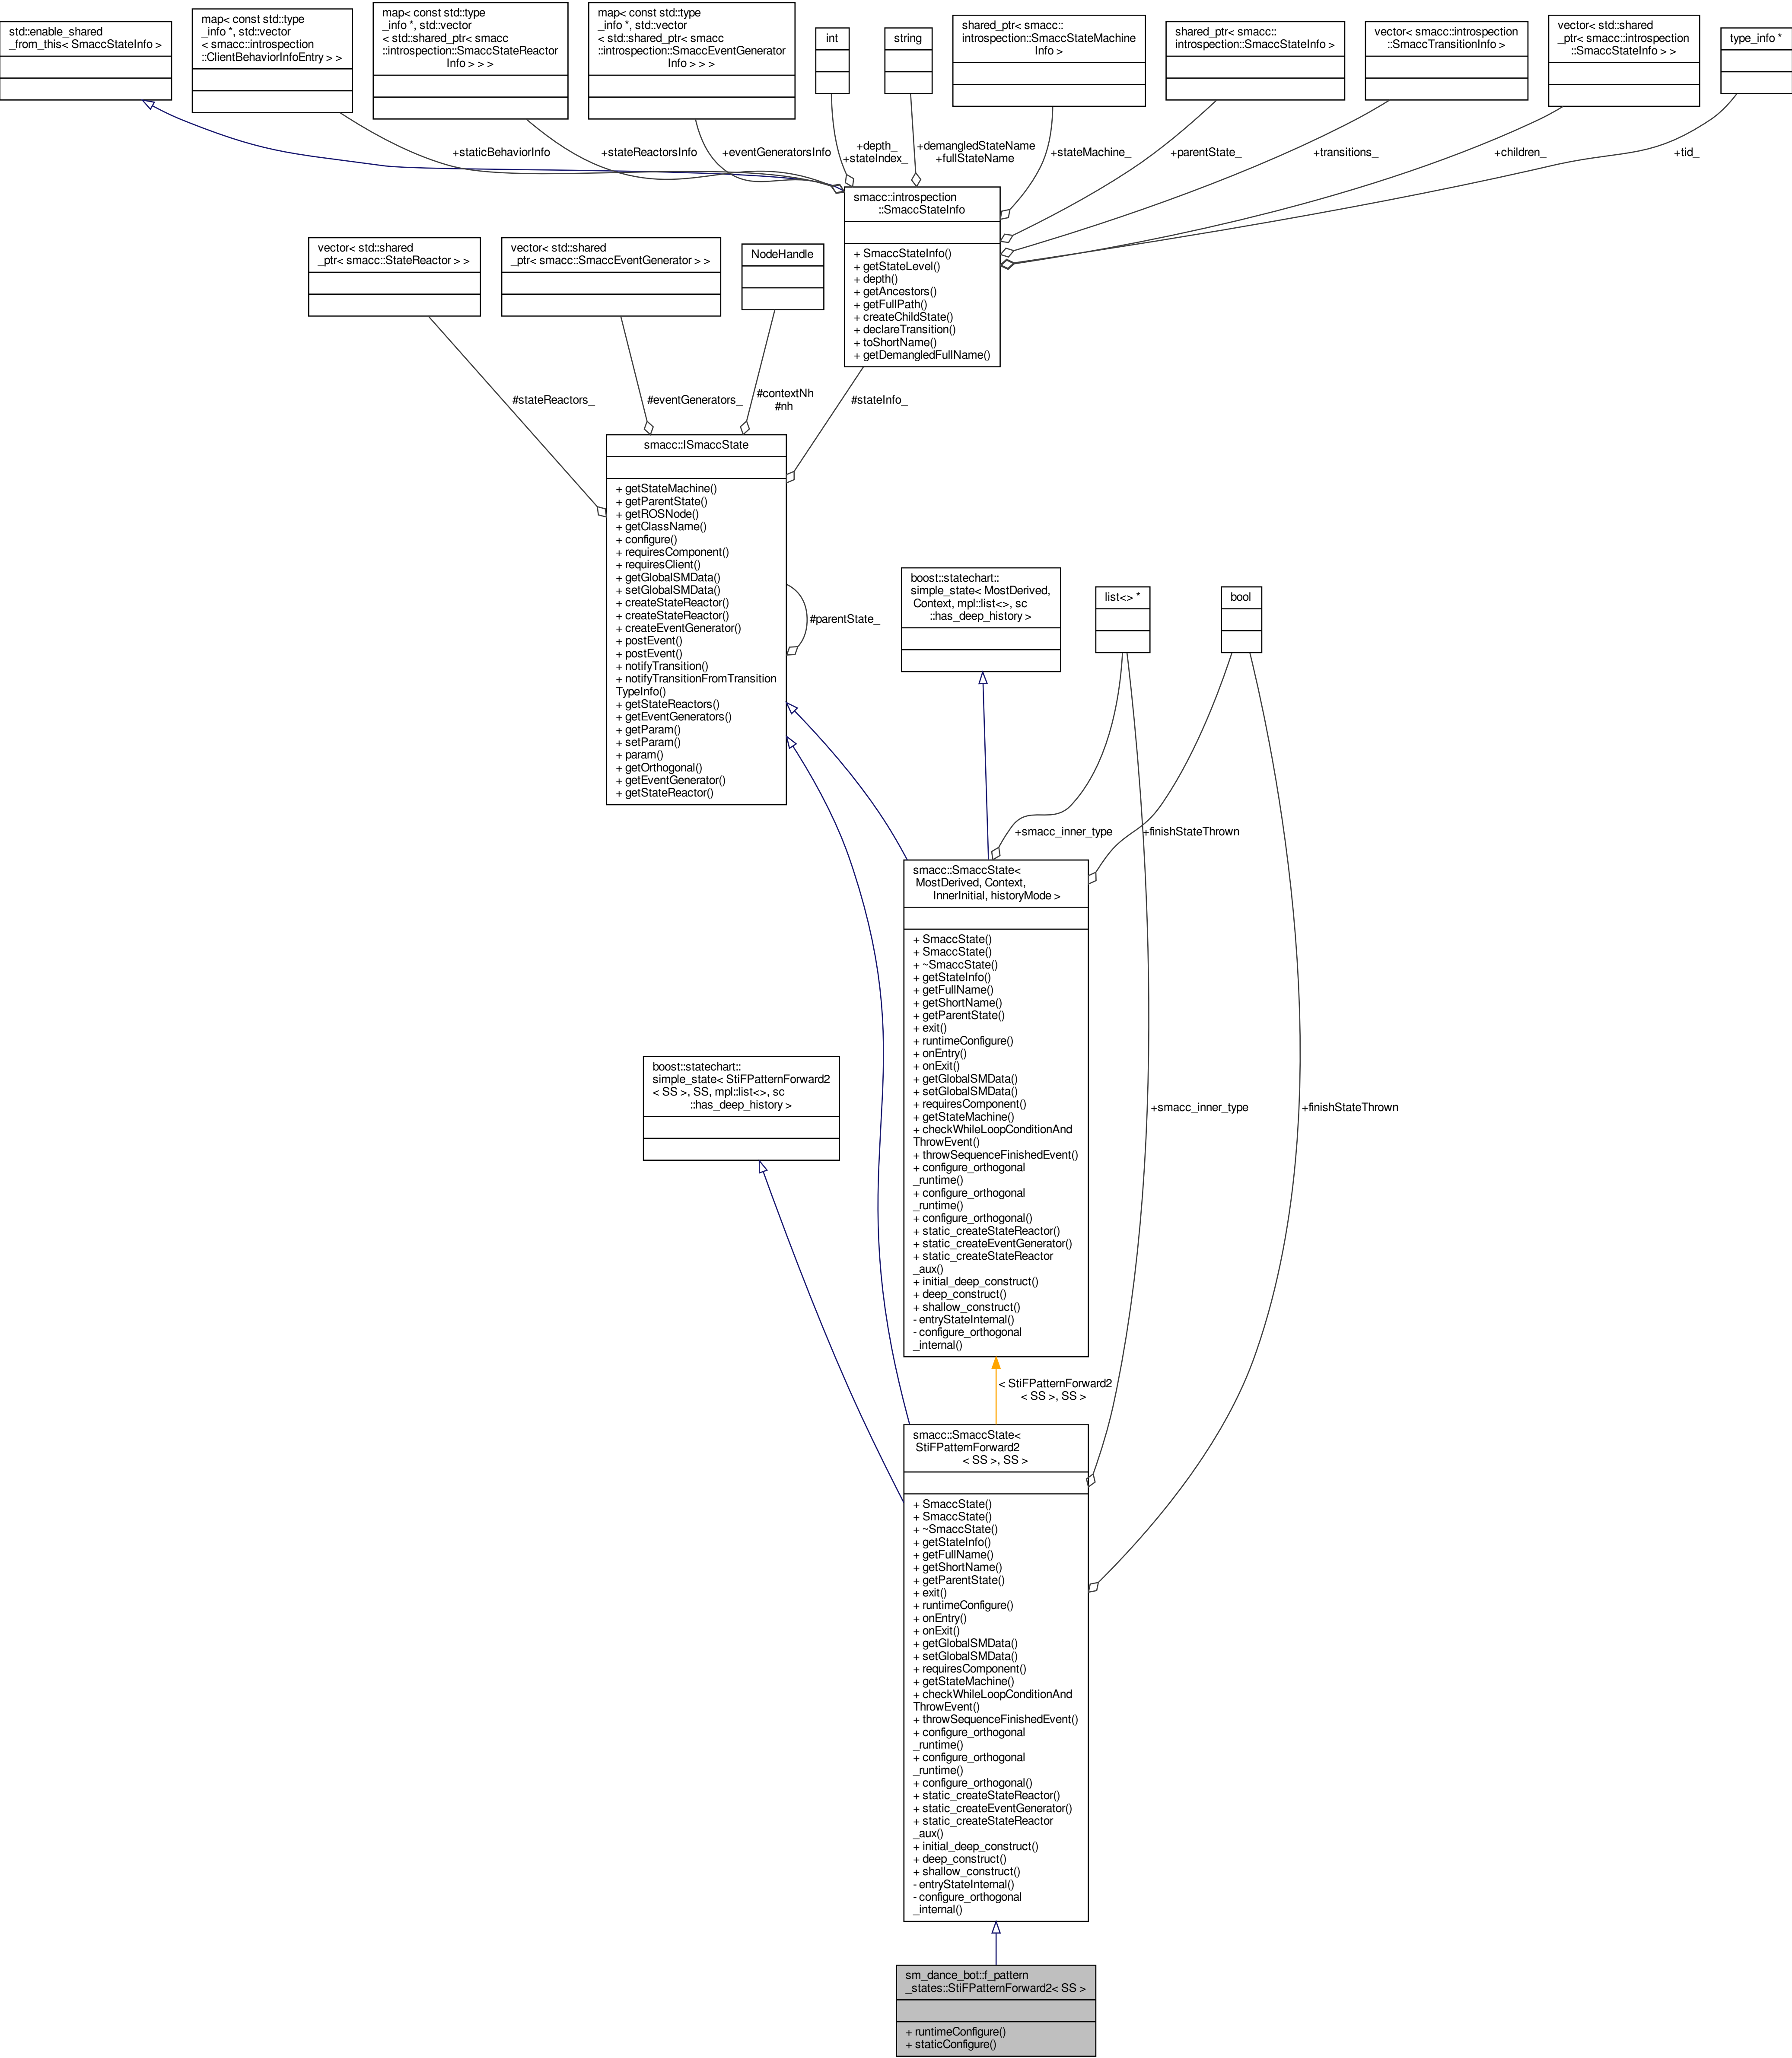 std::enable_shared
_from_this< SmaccStateInfo >
map< const std::type
_info *, std::vector
< smacc::introspection
::ClientBehaviorInfoEntry > >
map< const std::type
_info *, std::vector
< std::shared_ptr< smacc
::introspection::SmaccStateReactor
Info > > >
map< const std::type
_info *, std::vector
< std::shared_ptr< smacc
::introspection::SmaccEventGenerator
Info > > >
int
string
shared_ptr< smacc::
introspection::SmaccStateMachine
Info >
shared_ptr< smacc::
introspection::SmaccStateInfo >
vector< smacc::introspection
::SmaccTransitionInfo >
vector< std::shared
_ptr< smacc::introspection
::SmaccStateInfo > >
type_info *
+staticBehaviorInfo
+stateReactorsInfo
+eventGeneratorsInfo
+depth_
+stateIndex_
+demangledStateName
+fullStateName
+stateMachine_
+parentState_
+transitions_
+children_
+tid_
smacc::introspection
::SmaccStateInfo
+ SmaccStateInfo()
+ getStateLevel()
+ depth()
+ getAncestors()
+ getFullPath()
+ createChildState()
+ declareTransition()
+ toShortName()
+ getDemangledFullName()
vector< std::shared
_ptr< smacc::StateReactor > >
vector< std::shared
_ptr< smacc::SmaccEventGenerator > >
NodeHandle
#stateReactors_
#eventGenerators_
#contextNh
#nh
#stateInfo_
smacc::ISmaccState
+ getStateMachine()
+ getParentState()
+ getROSNode()
+ getClassName()
+ configure()
+ requiresComponent()
+ requiresClient()
+ getGlobalSMData()
+ setGlobalSMData()
+ createStateReactor()
+ createStateReactor()
+ createEventGenerator()
+ postEvent()
+ postEvent()
+ notifyTransition()
+ notifyTransitionFromTransition
TypeInfo()
+ getStateReactors()
+ getEventGenerators()
+ getParam()
+ setParam()
+ param()
+ getOrthogonal()
+ getEventGenerator()
+ getStateReactor()
#parentState_
boost::statechart::
simple_state< MostDerived,
Context, mpl::list<>, sc
::has_deep_history >
list<> *
bool
+smacc_inner_type
+finishStateThrown
smacc::SmaccState<
MostDerived, Context,
InnerInitial, historyMode >
+ SmaccState()
+ SmaccState()
+ ~SmaccState()
+ getStateInfo()
+ getFullName()
+ getShortName()
+ getParentState()
+ exit()
+ runtimeConfigure()
+ onEntry()
+ onExit()
+ getGlobalSMData()
+ setGlobalSMData()
+ requiresComponent()
+ getStateMachine()
+ checkWhileLoopConditionAnd
ThrowEvent()
+ throwSequenceFinishedEvent()
+ configure_orthogonal
_runtime()
+ configure_orthogonal
_runtime()
+ configure_orthogonal()
+ static_createStateReactor()
+ static_createEventGenerator()
+ static_createStateReactor
_aux()
+ initial_deep_construct()
+ deep_construct()
+ shallow_construct()
- entryStateInternal()
- configure_orthogonal
_internal()
boost::statechart::
simple_state< StiFPatternForward2
< SS >, SS, mpl::list<>, sc
::has_deep_history >
+smacc_inner_type
+finishStateThrown
< StiFPatternForward2
< SS >, SS >
smacc::SmaccState<
StiFPatternForward2
< SS >, SS >
+ SmaccState()
+ SmaccState()
+ ~SmaccState()
+ getStateInfo()
+ getFullName()
+ getShortName()
+ getParentState()
+ exit()
+ runtimeConfigure()
+ onEntry()
+ onExit()
+ getGlobalSMData()
+ setGlobalSMData()
+ requiresComponent()
+ getStateMachine()
+ checkWhileLoopConditionAnd
ThrowEvent()
+ throwSequenceFinishedEvent()
+ configure_orthogonal
_runtime()
+ configure_orthogonal
_runtime()
+ configure_orthogonal()
+ static_createStateReactor()
+ static_createEventGenerator()
+ static_createStateReactor
_aux()
+ initial_deep_construct()
+ deep_construct()
+ shallow_construct()
- entryStateInternal()
- configure_orthogonal
_internal()
sm_dance_bot::f_pattern
_states::StiFPatternForward2< SS >
+ runtimeConfigure()
+ staticConfigure()